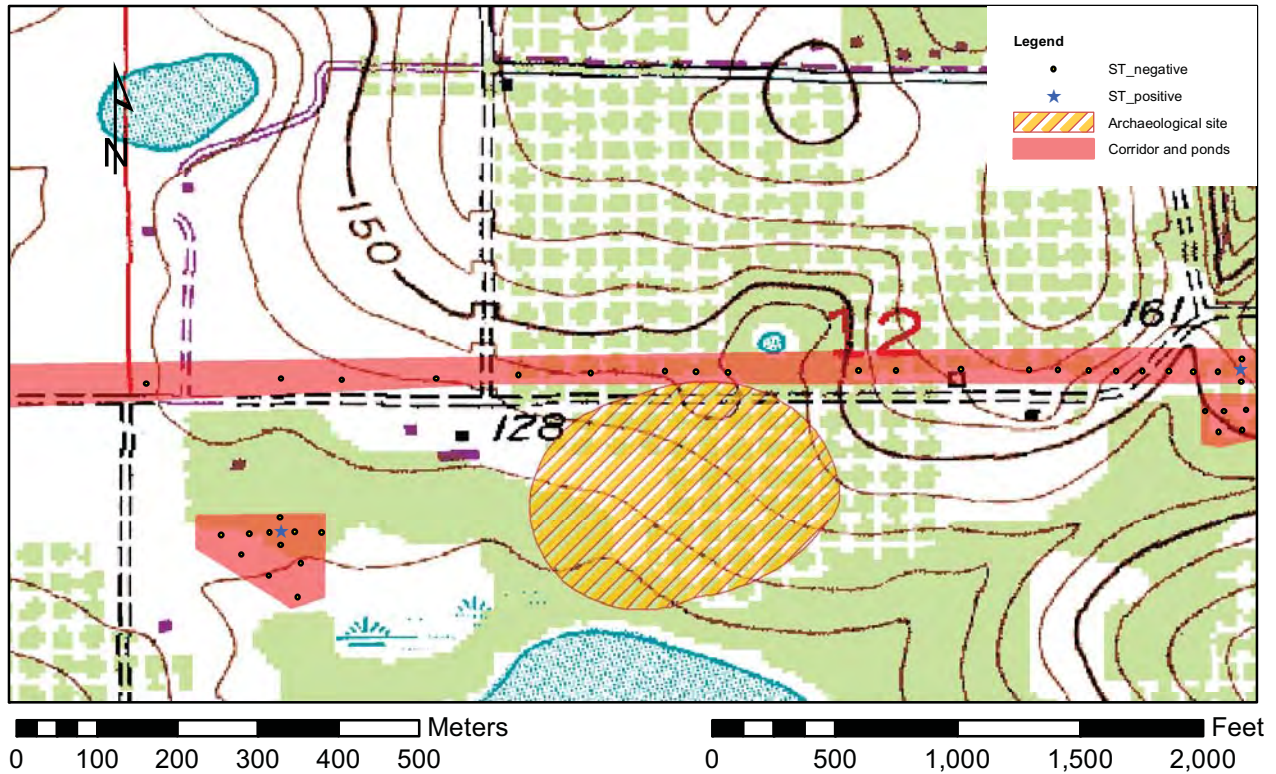 Legend
ST_negative
ST_positive
Archaeological site
Corridor and ponds
N
150
12
161
128
Meters
0 100 200 300 400 500
Feet
0 500 1,000 1,500 2,000